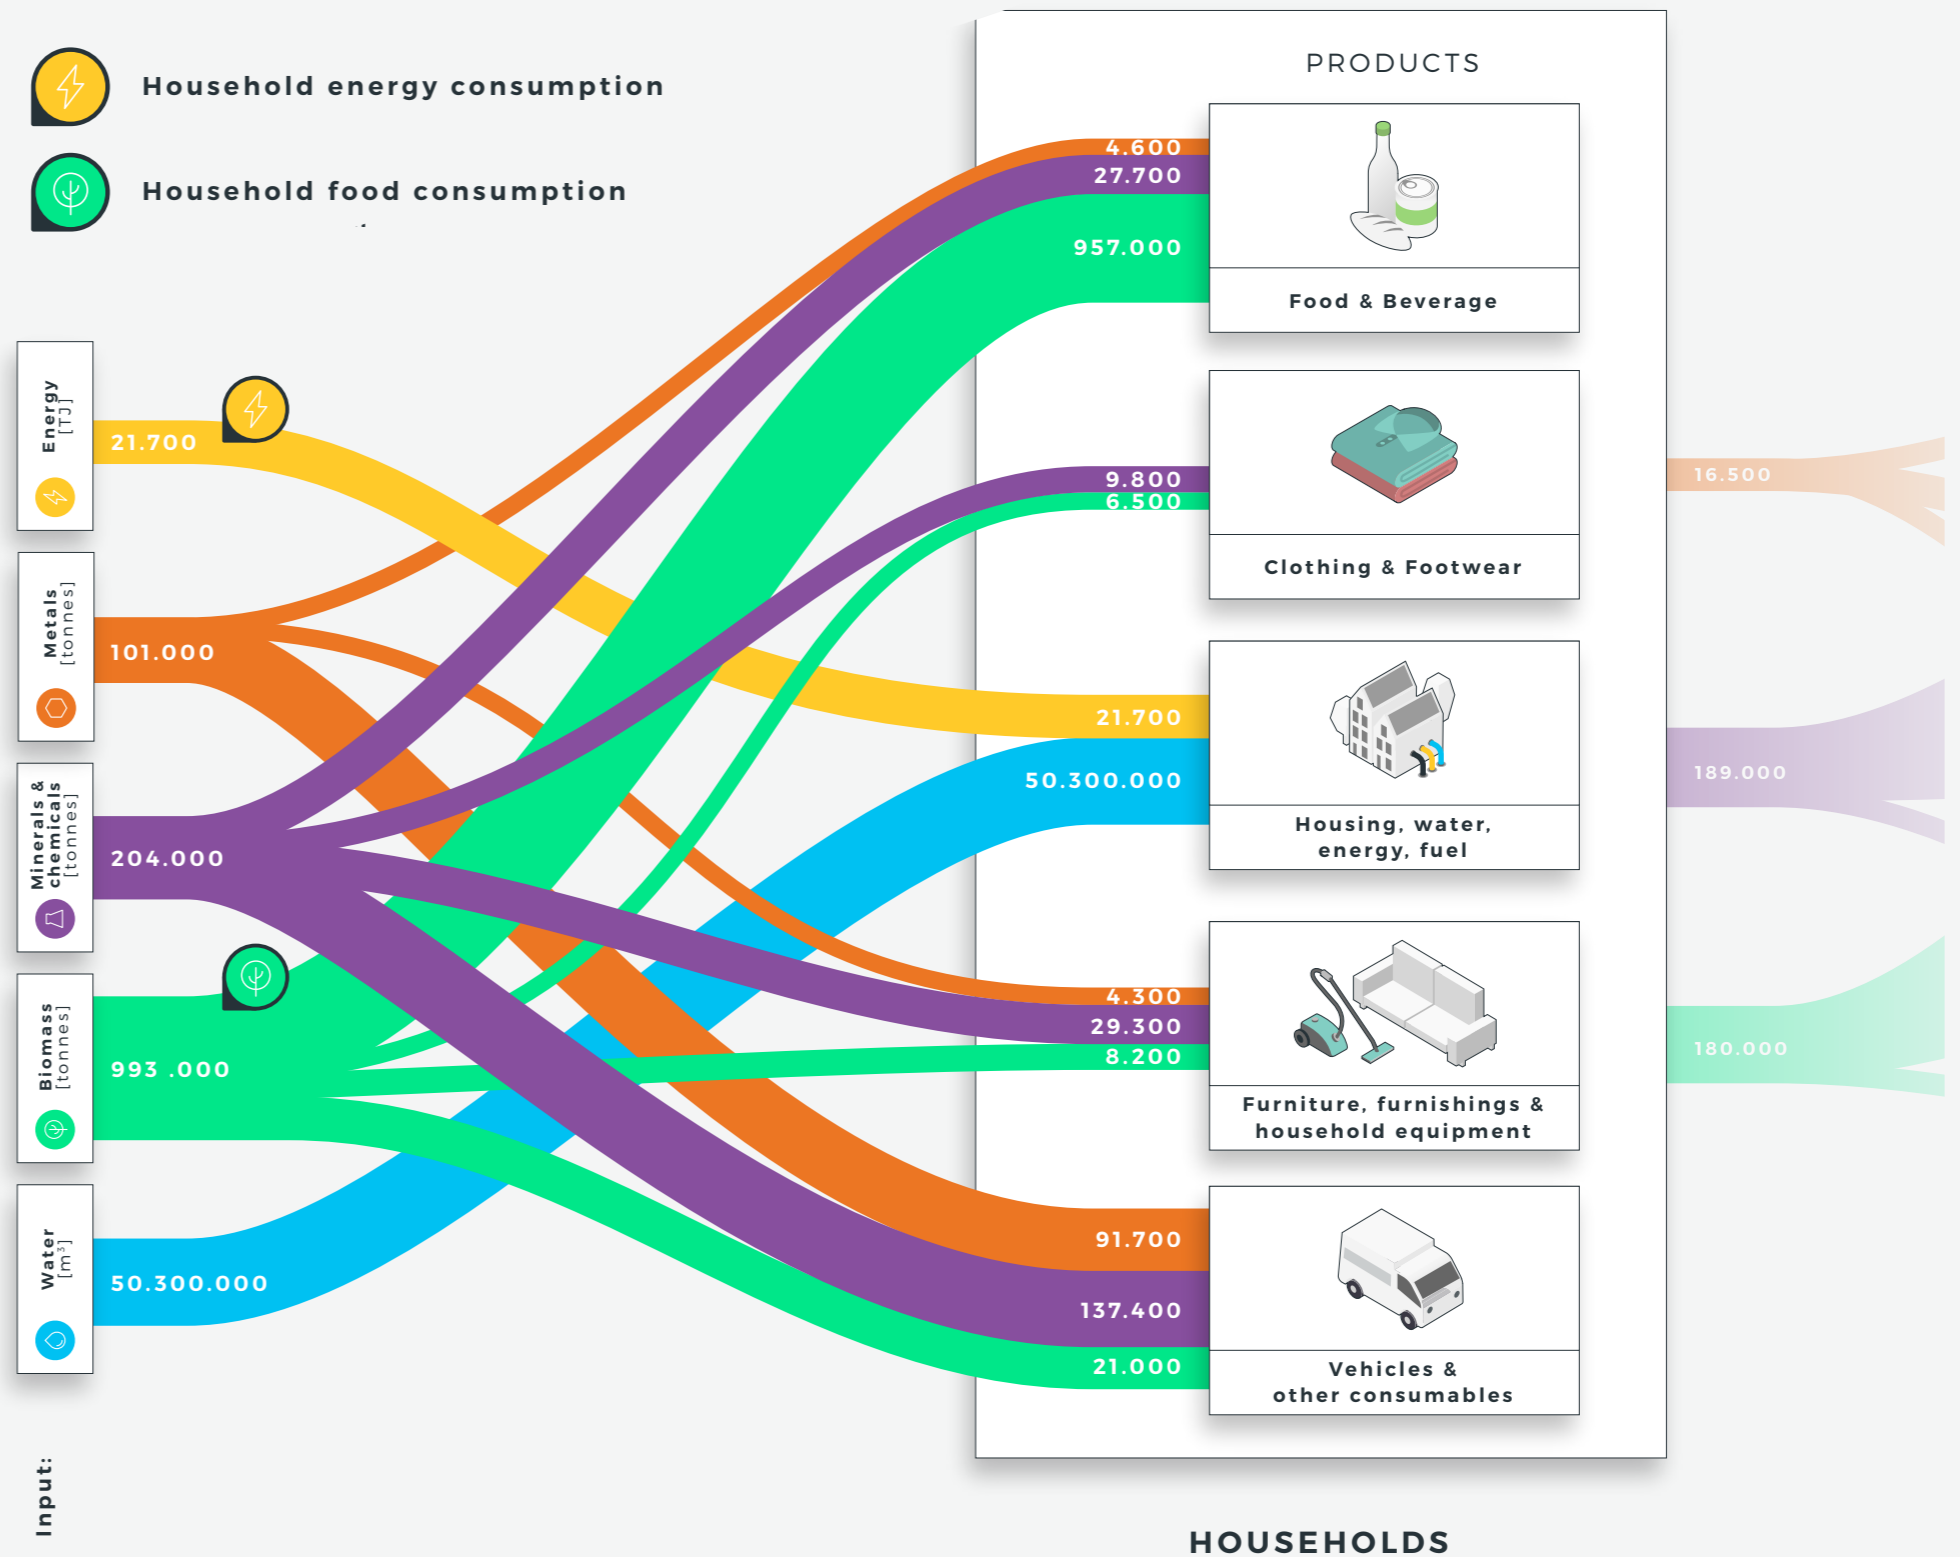 Household energy consumption
Household food consumption
PRODUCTS
4.600
27.700
957.000
Food & Beverage
Energy
[TJ]
21.700
9.800
6.500
Clothing & Footwear
16.500
Metals
[tonnes]
101.000
21.700
50.300.000
Housing, water,
energy, fuel
189.000
Minerals &
chemicals
[tonnes]
204.000
4.300
29.300
8.200
Furniture, furnishings &
household equipment
180.000
Biomass
[tonnes]
993 .000
Water
[m³]
50.300.000
91.700
137.400
21.000
Vehicles &
other consumables
Input:
HOUSEHOLDS